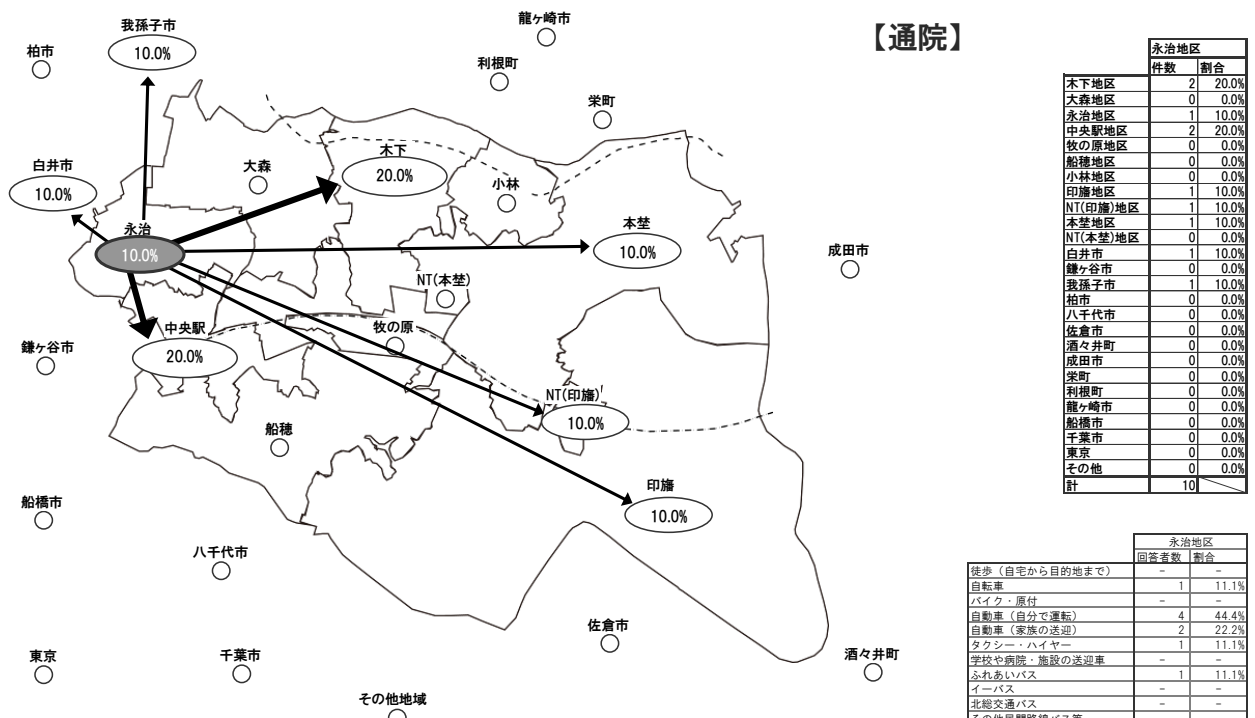 【通院】
龍ヶ崎市
我孫子市
10.0%
柏市
利根町
栄町
白井市
10.0%
大森
木下
20.0%
小林
永治
10.0%
本埜
10.0%
成田市
NT(本埜)
中央駅
20.0%
牧の原
鎌ヶ谷市
NT(印旛)
10.0%
船穂
印旛
10.0%
船橋市
八千代市
佐倉市
東京
千葉市
酒々井町
その他地域
永治地区
件数 割合
木下地区 2 20.0%
大森地区 0 0.0%
永治地区 1 10.0%
中央駅地区 2 20.0%
牧の原地区 0 0.0%
船穂地区 0 0.0%
小林地区 0 0.0%
印旛地区 1 10.0%
NT(印旛)地区 1 10.0%
本埜地区 1 10.0%
NT(本埜)地区 0 0.0%
白井市 1 10.0%
鎌ヶ谷市 0 0.0%
我孫子市 1 10.0%
柏市 0 0.0%
八千代市 0 0.0%
佐倉市 0 0.0%
酒々井町 0 0.0%
成田市 0 0.0%
栄町 0 0.0%
利根町 0 0.0%
龍ヶ崎市 0 0.0%
船橋市 0 0.0%
千葉市 0 0.0%
東京 0 0.0%
その他 0 0.0%
計 10
永治地区
回答者数 割合
徒歩（自宅から目的地まで） - -
自転車 1 11.1%
バイク・原付 - -
自動車（自分で運転） 4 44.4%
自動車（家族の送迎） 2 22.2%
タクシー・ハイヤー 1 11.1%
学校や病院・施設の送迎車 - -
ふれあいバス 1 11.1%
イーバス - -
北総交通バス - -